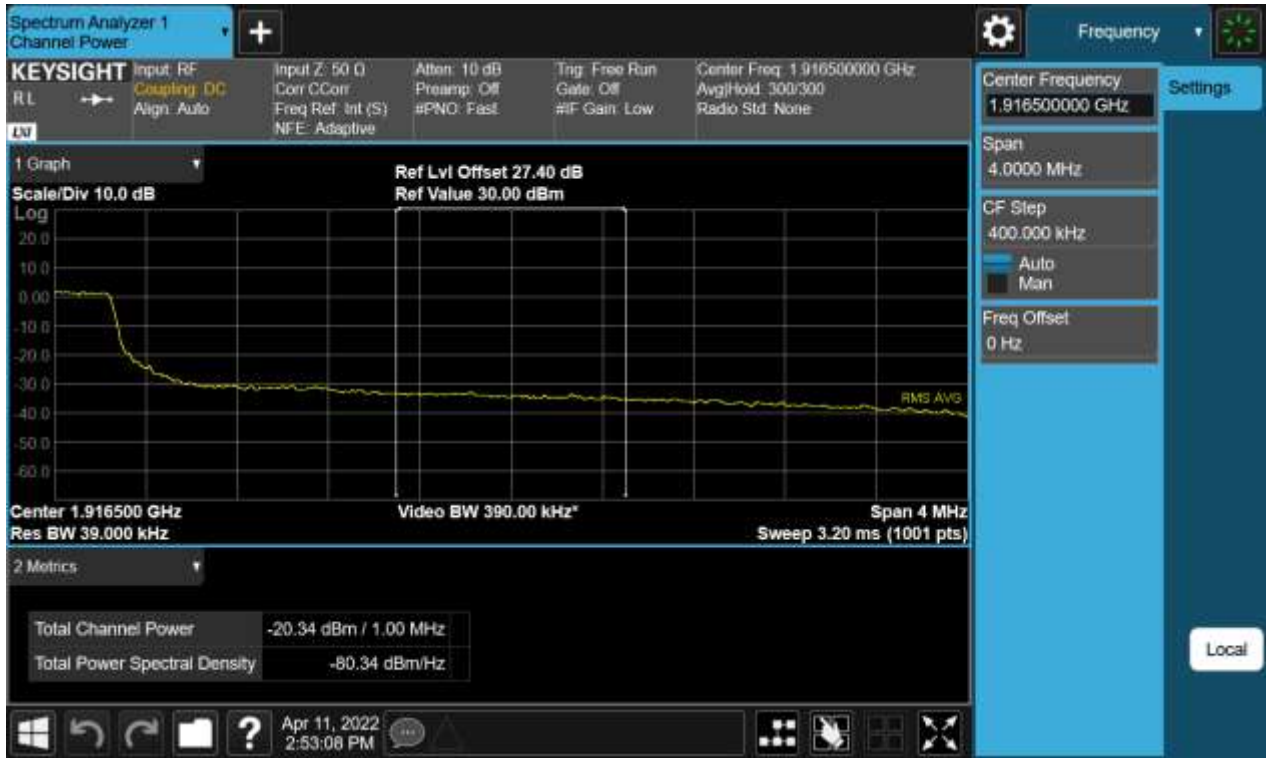 Spectrum Analyzer 1
Channel Power
+
Frequency
KEYSIGHT
RL
LXI
Input: RF
Coupling: DC
Align: Auto
Input Z: 50 Ω
Corr CCorr
Freq Ref: Int (S)
NFE: Adaptive
Atten: 10 dB
Preamp: Off
#PNO: Fast
Trig: Free Run
Gate: Off
#IF Gain: Low
Center Freq: 1.916500000 GHz
Avg|Hold: 300/300
Radio Std: None
Center Frequency
1.916500000 GHz
Settings
Span
4.0000 MHz
CF Step
400.000 kHz
Auto
Man
Freq Offset
0 Hz
Local
1 Graph
Scale/Div 10.0 dB
Ref Lvl Offset 27.40 dB
Ref Value 30.00 dBm
Log
20.0
10.0
0.00
-10.0
-20.0
-30.0
-40.0
-50.0
-60.0
RMS AVG
Center 1.916500 GHz
Res BW 39.000 kHz
Video BW 390.00 kHz*
Span 4 MHz
Sweep 3.20 ms (1001 pts)
2 Metrics
Total Channel Power -20.34 dBm / 1.00 MHz
Total Power Spectral Density -80.34 dBm/Hz
?
Apr 11, 2022
2:53:08 PM